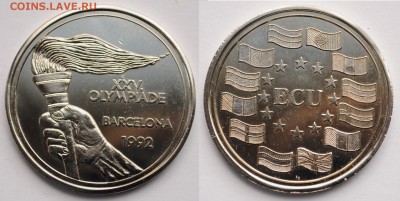 COINS.LAVE.RU
XXV
OLYMPIADE
BARCELONA
1992
ECU